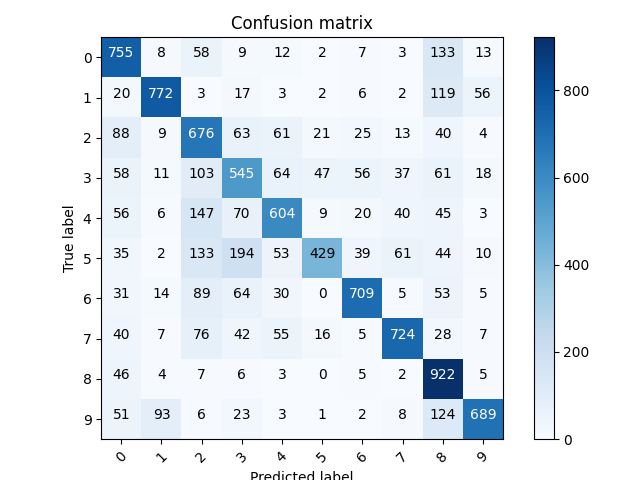 Confusion matrix
0 755 8 58 9 12 2 7 3 133 13
1 20 772 3 17 3 2 6 2 119 56
2 88 9 676 63 61 21 25 13 40 4
3 58 11 103 545 64 47 56 37 61 18
4 56 6 147 70 604 9 20 40 45 3
5 35 2 133 194 53 429 39 61 44 10
6 31 14 89 64 30 0 709 5 53 5
7 40 7 76 42 55 16 5 724 28 7
8 46 4 7 6 3 0 5 2 922 5
9 51 93 6 23 3 1 2 8 124 689
0 1 2 3 4 5 6 7 8 9
True label
Predicted label
800
600
400
200
0